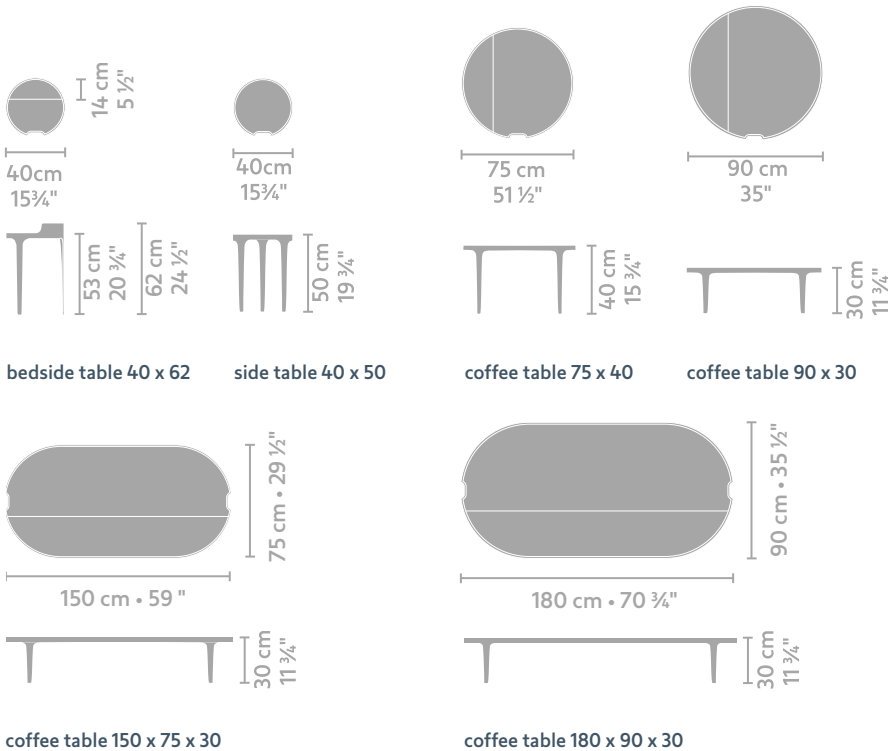 14 cm
5 ½"
40cm
15¾"
40cm
15¾"
75 cm
51 ½"
90 cm
35"
53 cm
20 ¾"
62 cm
24 ½"
50 cm
19 ¾"
40 cm
15 ¾"
30 cm
11 ¾"
bedside table 40 x 62
side table 40 x 50
coffee table 75 x 40
coffee table 90 x 30
75 cm • 29 ½"
90 cm • 35 ½"
150 cm • 59 "
180 cm • 70 ¾"
30 cm
11 ¾"
30 cm
11 ¾"
coffee table 150 x 75 x 30
coffee table 180 x 90 x 30